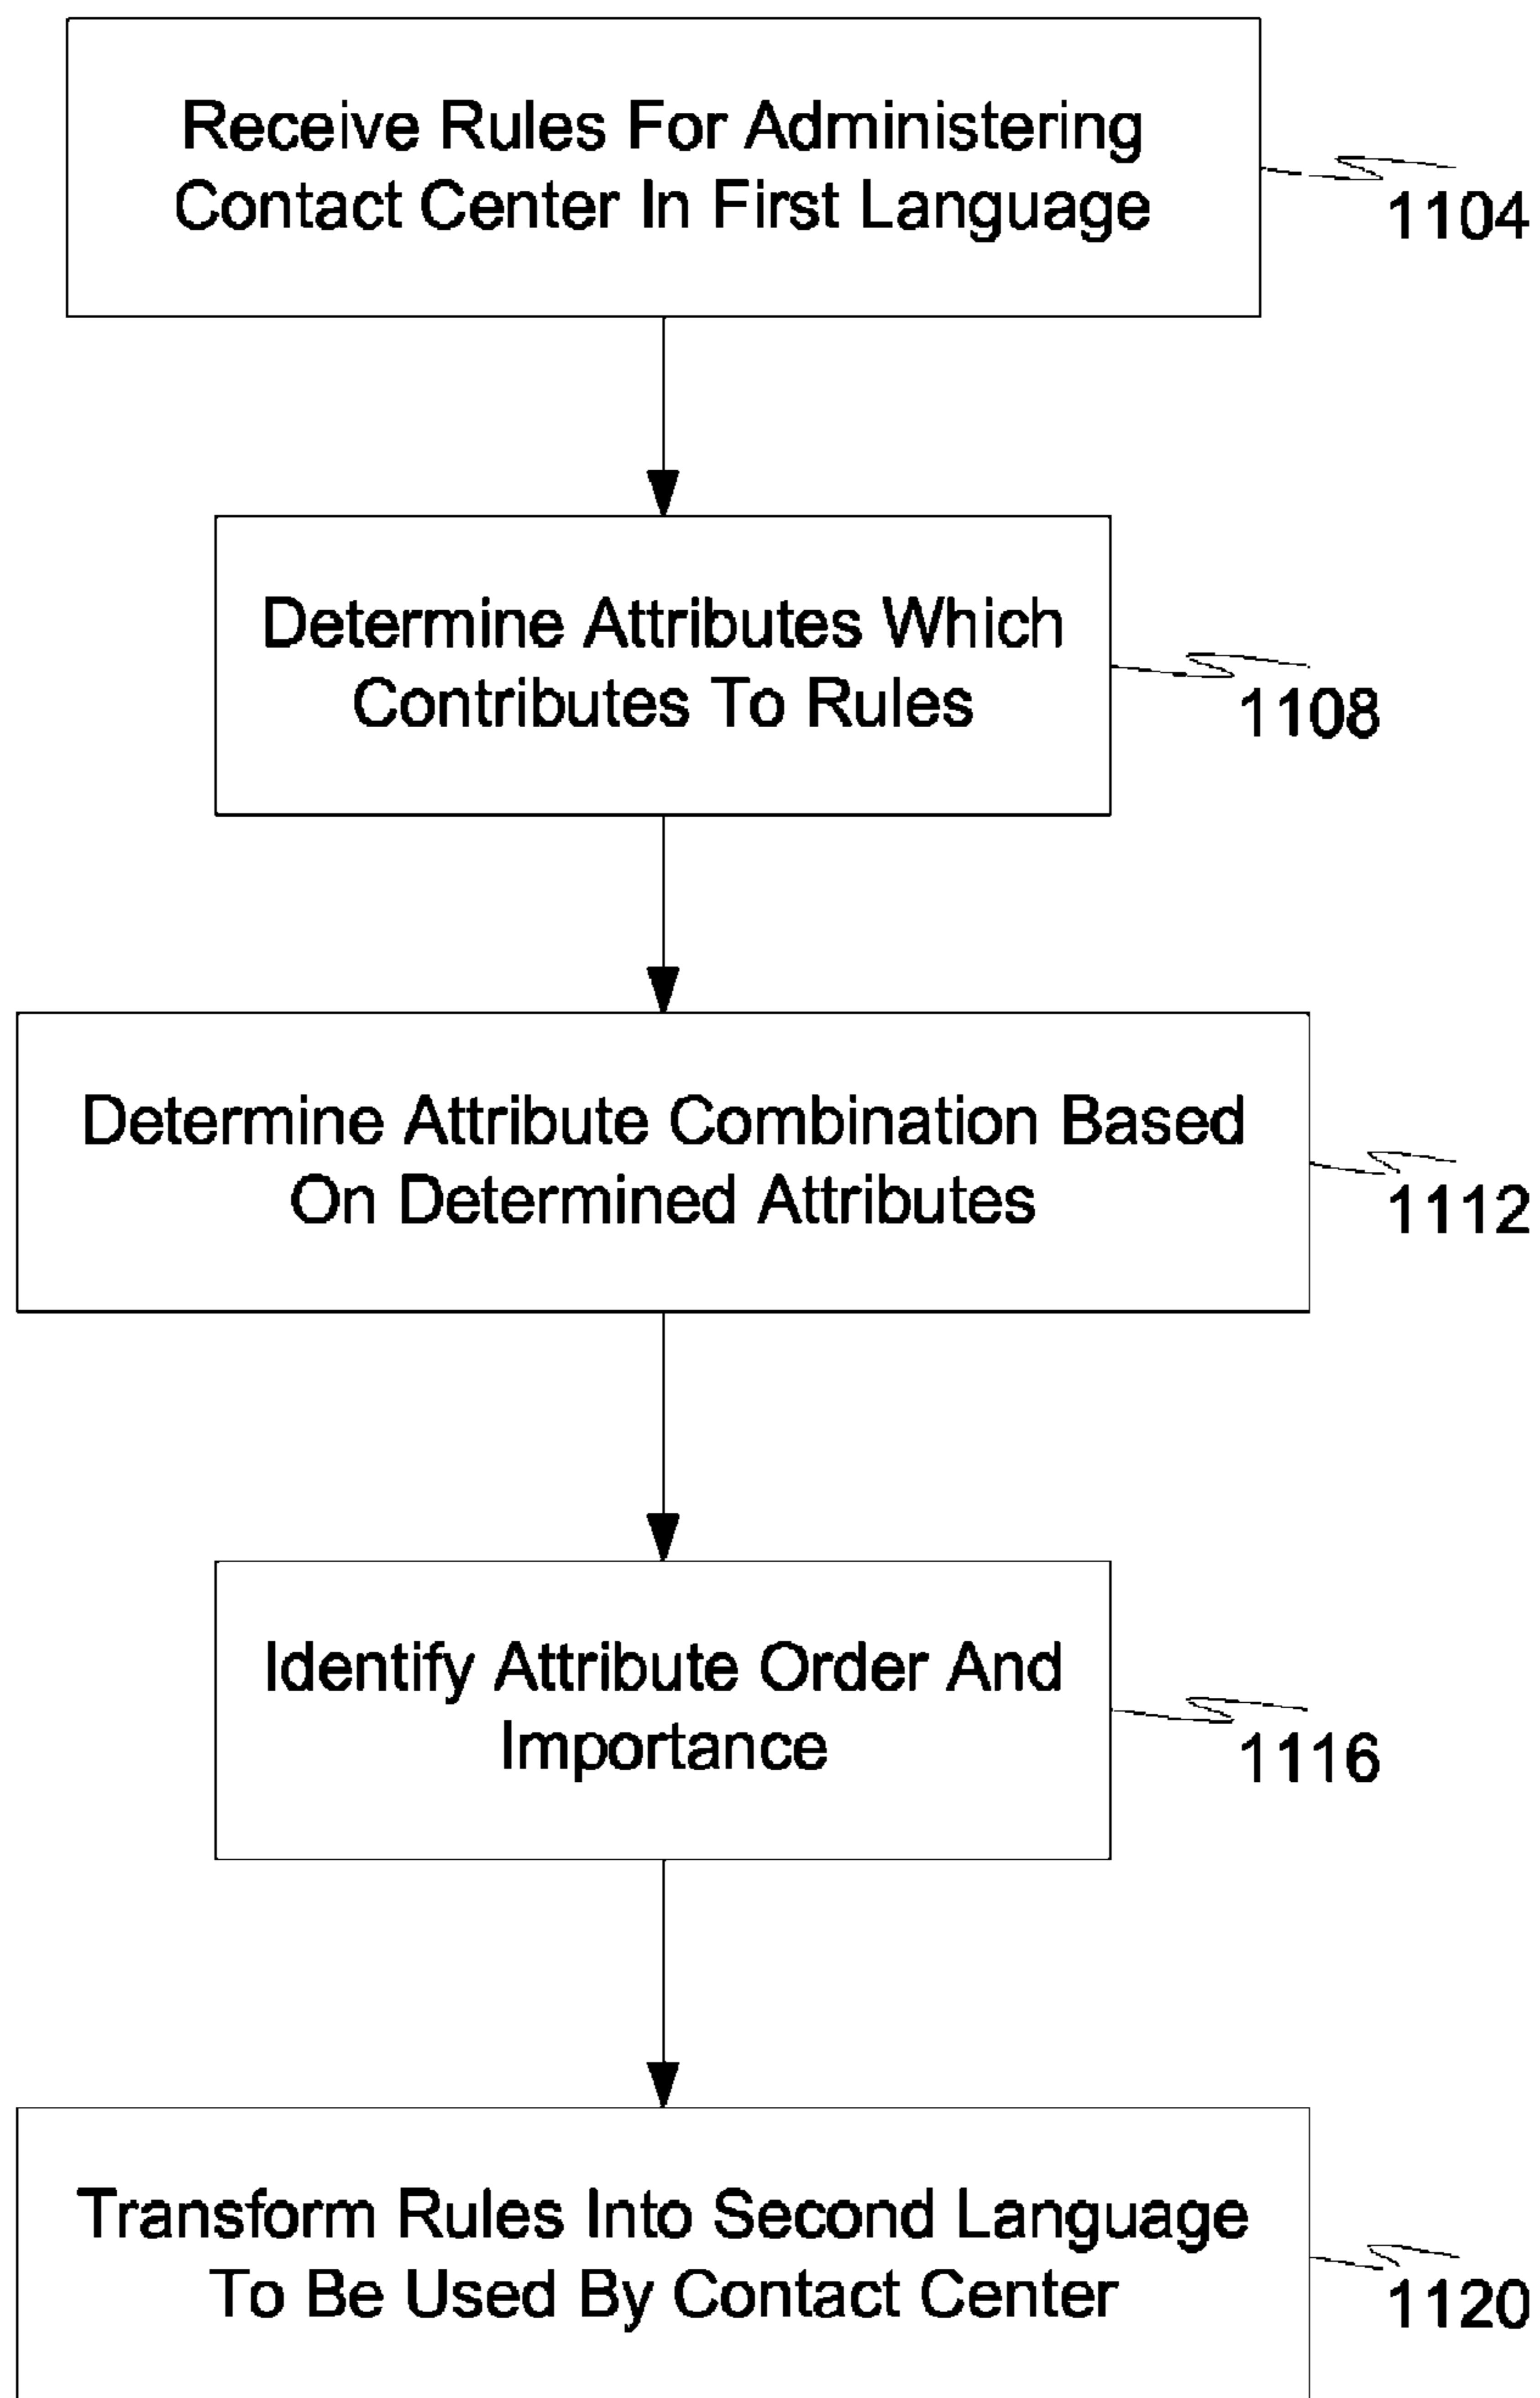 Receive Rules For Administering
Contact Center In First Language
1104
Determine Attributes Which
Contributes To Rules
1108
Determine Attribute Combination Based
On Determined Attributes
1112
Identify Attribute Order And
Importance
1116
Transform Rules Into Second Language
To Be Used By Contact Center
1120